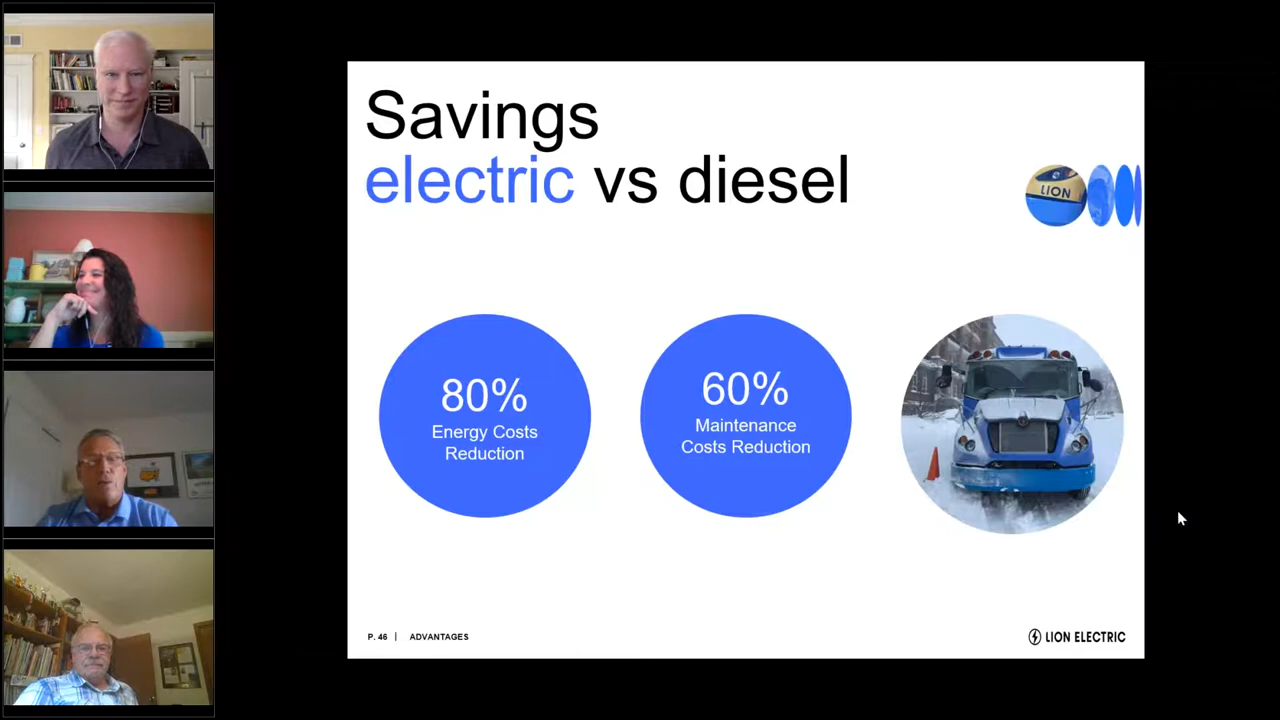 Savings
electric vs diesel
LION
80%
Energy Costs
Reduction
60%
Maintenance
Costs Reduction
P. 46 | ADVANTAGES
LION ELECTRIC